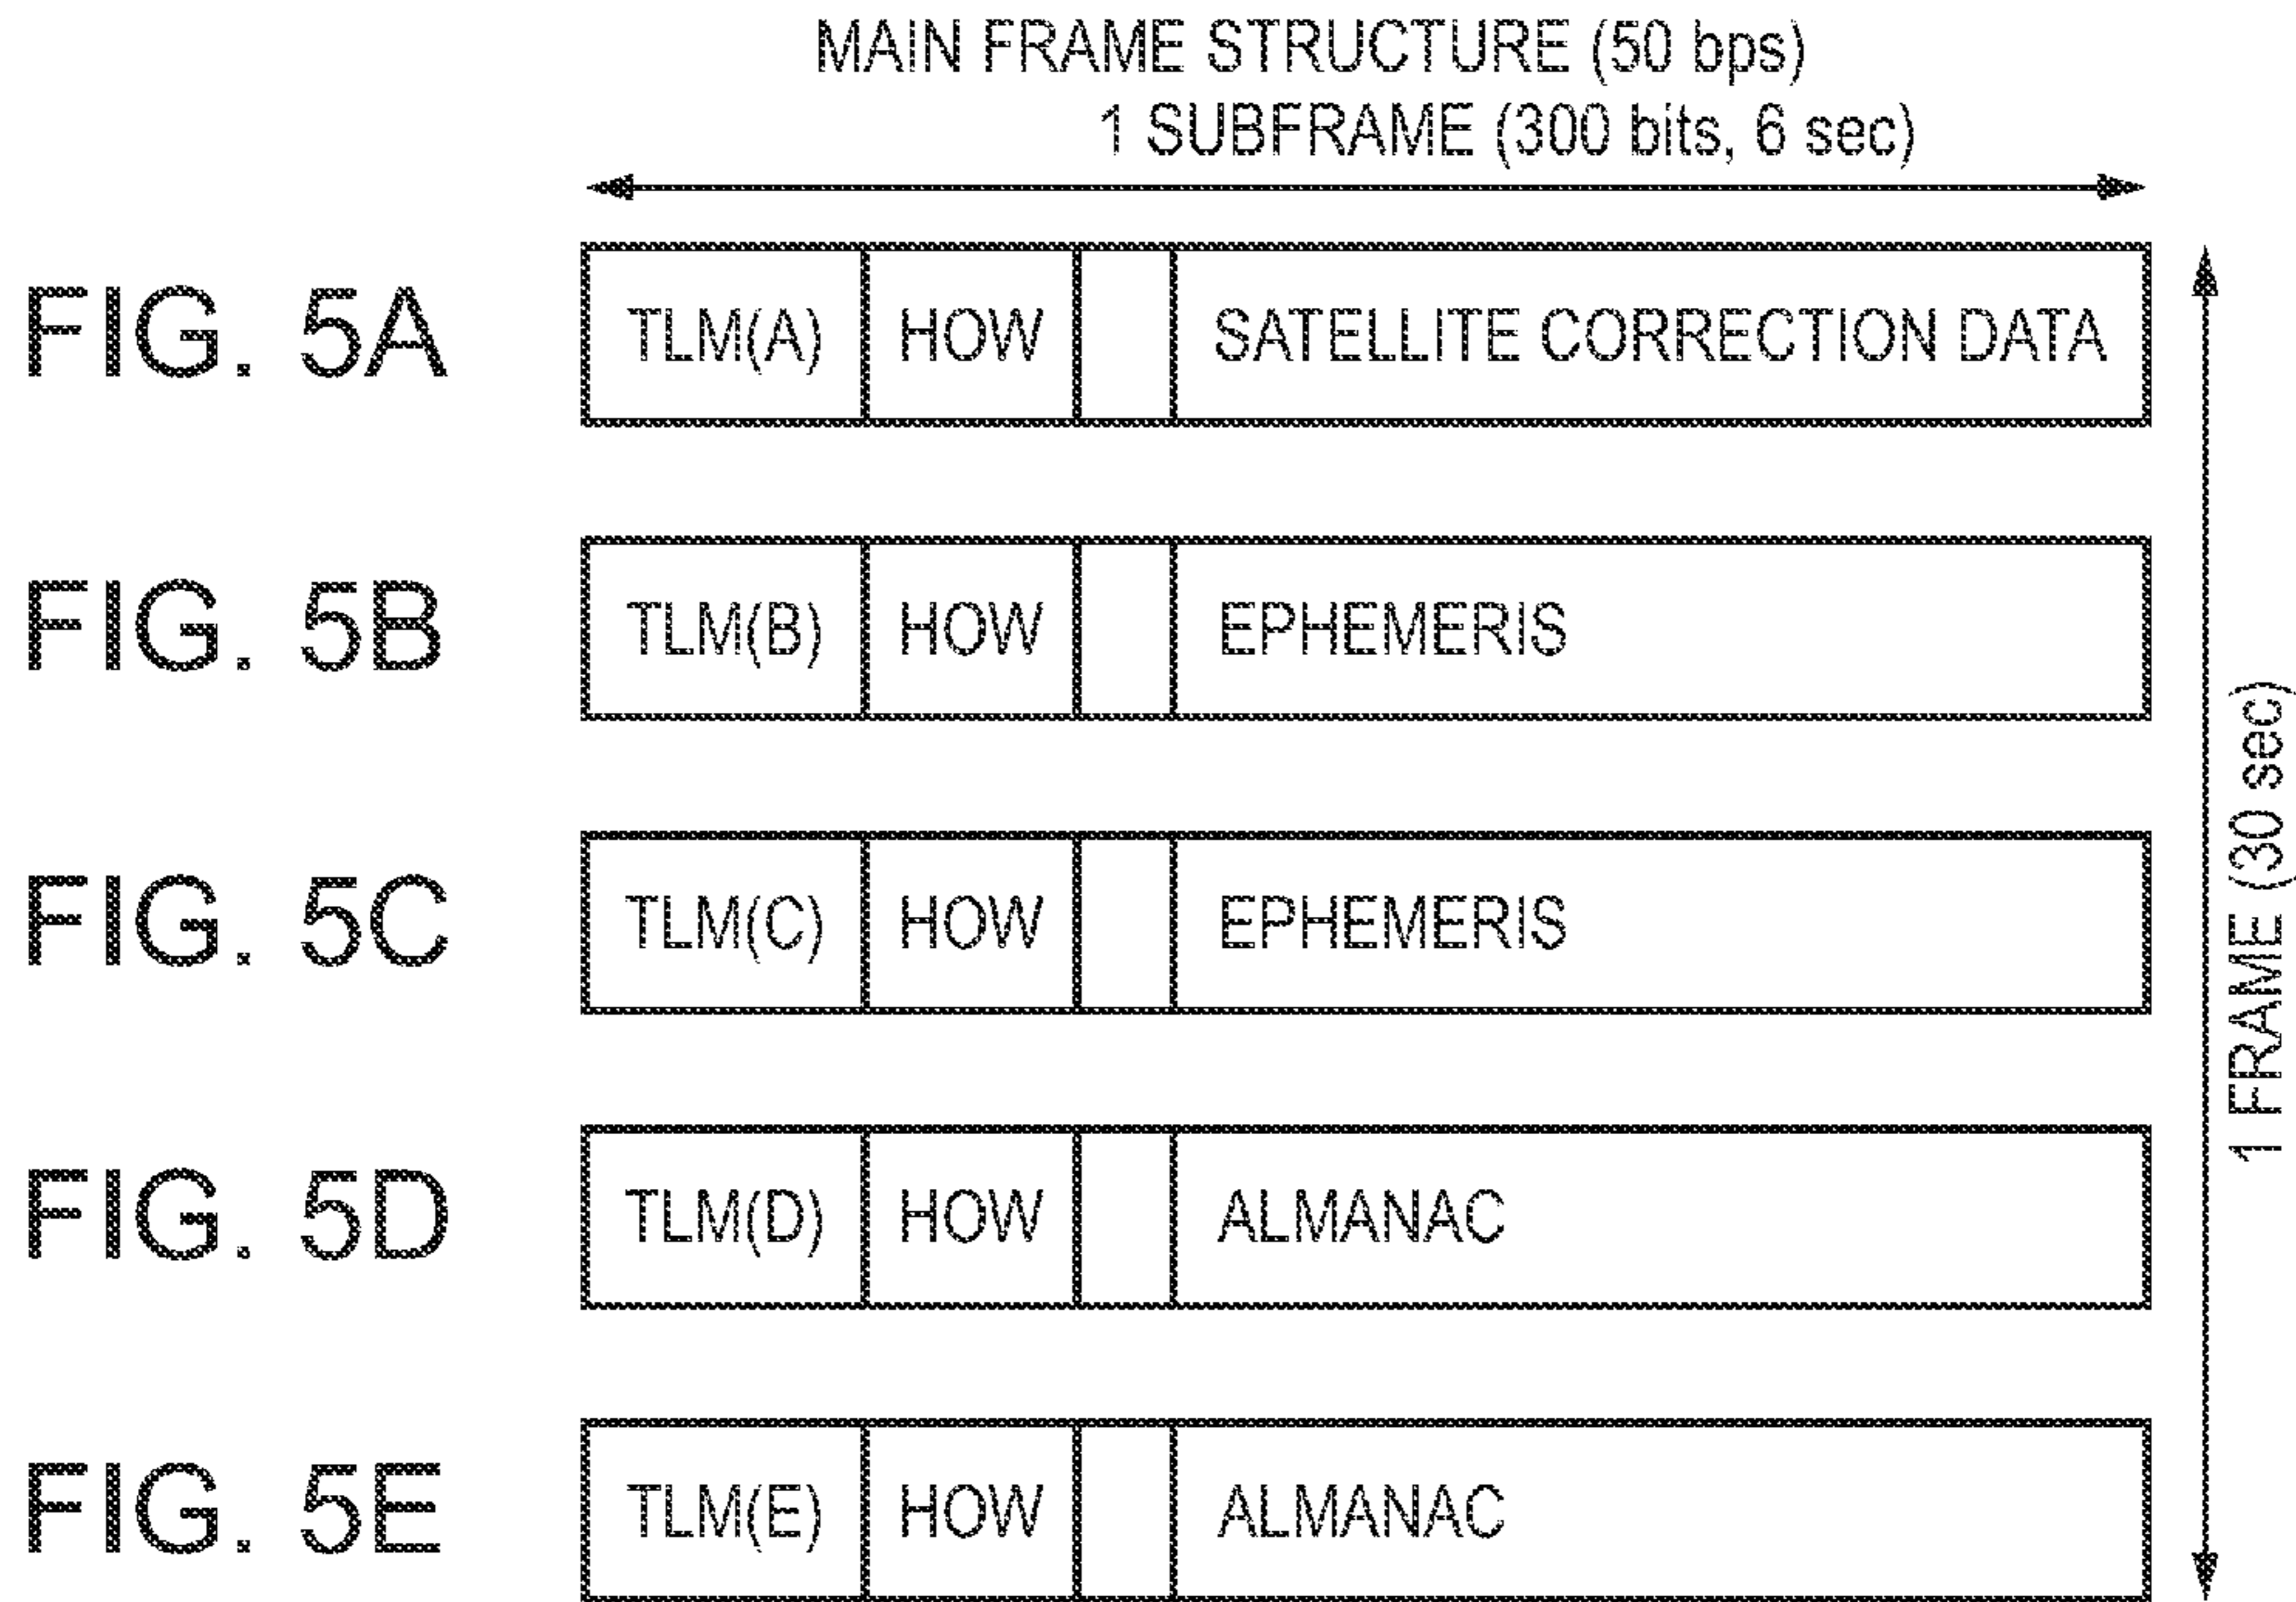 MAIN FRAME STRUCTURE (50 bps)
1 SUBFRAME (300 bits, 6 sec)
FIG. 5A TLM(A) HOW SATELLITE CORRECTION DATA
FIG. 5B TLM(B) HOW EPHEMERIS
FIG. 5C TLM(C) HOW EPHEMERIS
FIG. 5D TLM(D) HOW ALMANAC
FIG. 5E TLM(E) HOW ALMANAC
1 FRAME (30 sec)